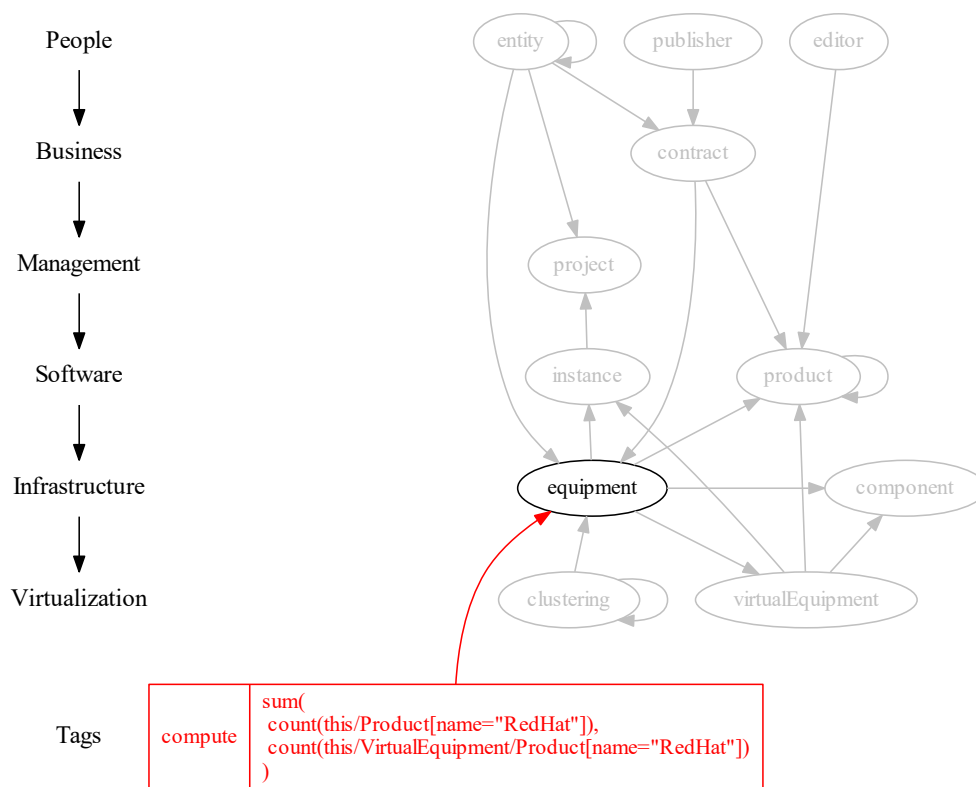 People
entity
publisher
editor
Business
contract
Management
project
Software
instance
product
Infrastructure
equipment
component
Virtualization
clustering
virtualEquipment
Tags
compute
sum(
count(this/Product[name="RedHat"]),
count(this/VirtualEquipment/Product[name="RedHat"])
)